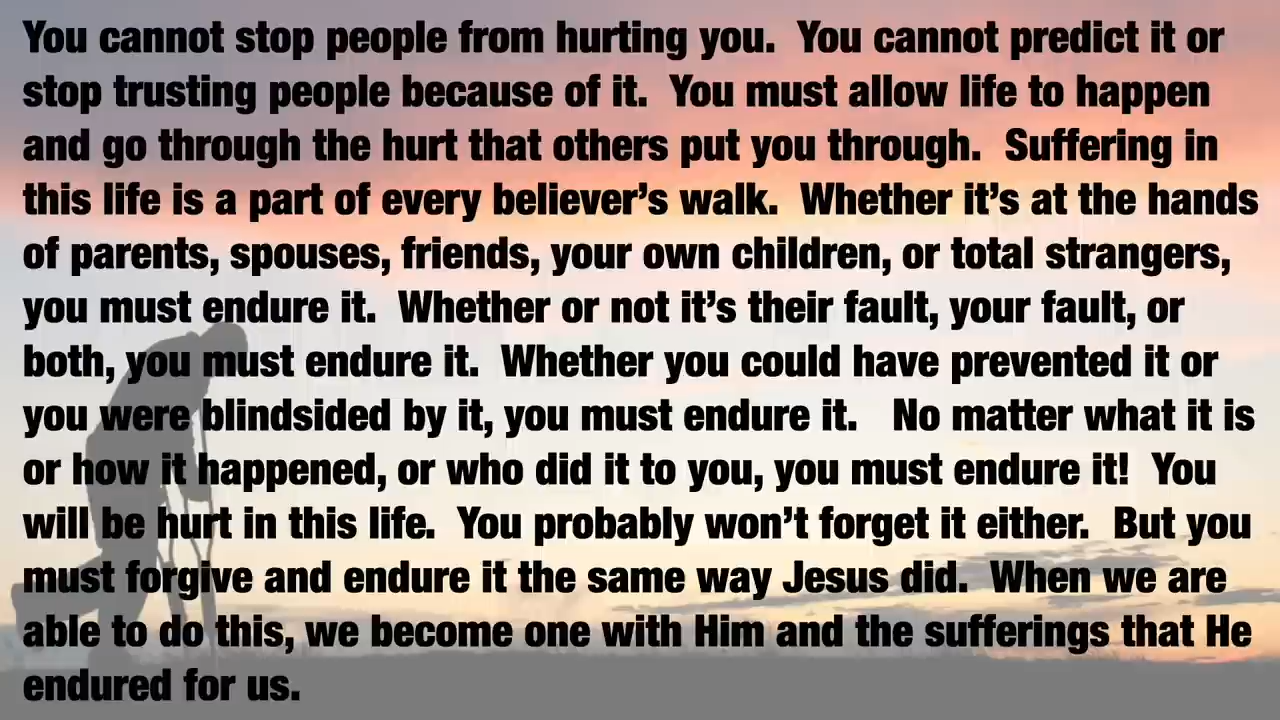 You cannot stop people from hurting you.  You cannot predict it or
stop trusting people because of it.  You must allow life to happen
and go through the hurt that others put you through.  Suffering in
this life is a part of every believer’s walk.  Whether it’s at the hands
of parents, spouses, friends, your own children, or total strangers,
you must endure it.  Whether or not it’s their fault, your fault, or
both, you must endure it.  Whether you could have prevented it or
you were blindsided by it, you must endure it.   No matter what it is
or how it happened, or who did it to you, you must endure it!  You
will be hurt in this life.  You probably won’t forget it either.  But you
must forgive and endure it the same way Jesus did.  When we are
able to do this, we become one with Him and the sufferings that He
endured for us.